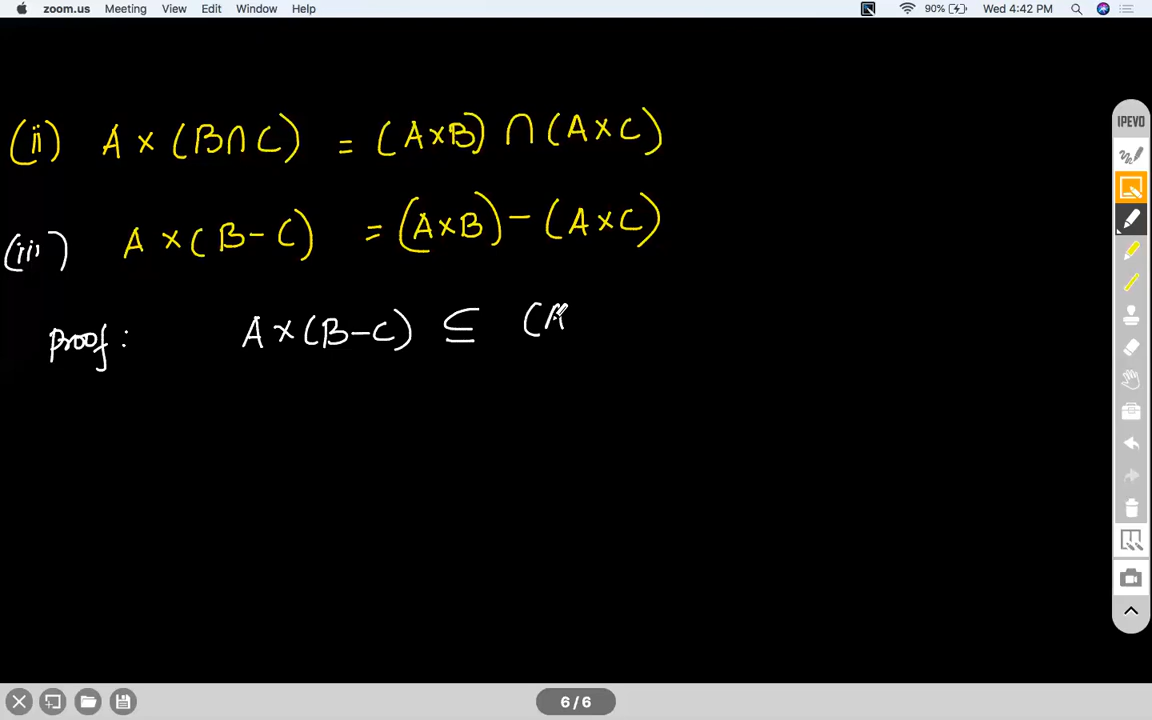 zoom.us Meeting View Edit Window Help 90% Wed 4:42 PM
IPEVO
(ii) A × (B∩C) = (A×B) ∩ (A×C)
(iii) A × (B−C) = (A×B) − (A×C)
Proof: A×(B−C) ⊆ (A
6/6